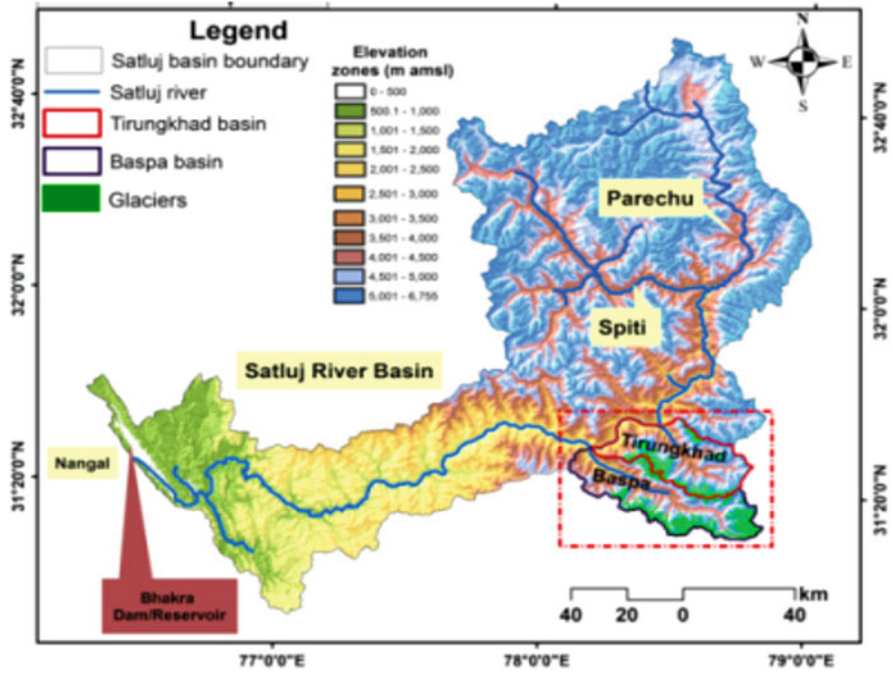 Legend
Satluj basin boundary
Satluj river
Tirungkhad basin
Baspa basin
Glaciers
Elevation
zones (m amsl)
0 - 500
500.1 - 1,000
1,001 - 1,500
1,501 - 2,000
2,001 - 2,500
2,501 - 3,000
3,001 - 3,500
3,501 - 4,000
4,001 - 4,500
4,501 - 5,000
5,001 - 6,755
N
W
E
S
Parechu
Spiti
Satluj River Basin
Nangal
Tirungkhad
Baspa
Bhakra
Dam/Reservoir
km
40 20 0 40
32°40'0"N
32°0'0"N
31°20'0"N
32°40'0"N
32°0'0"N
31°20'0"N
77°0'0"E
78°0'0"E
79°0'0"E